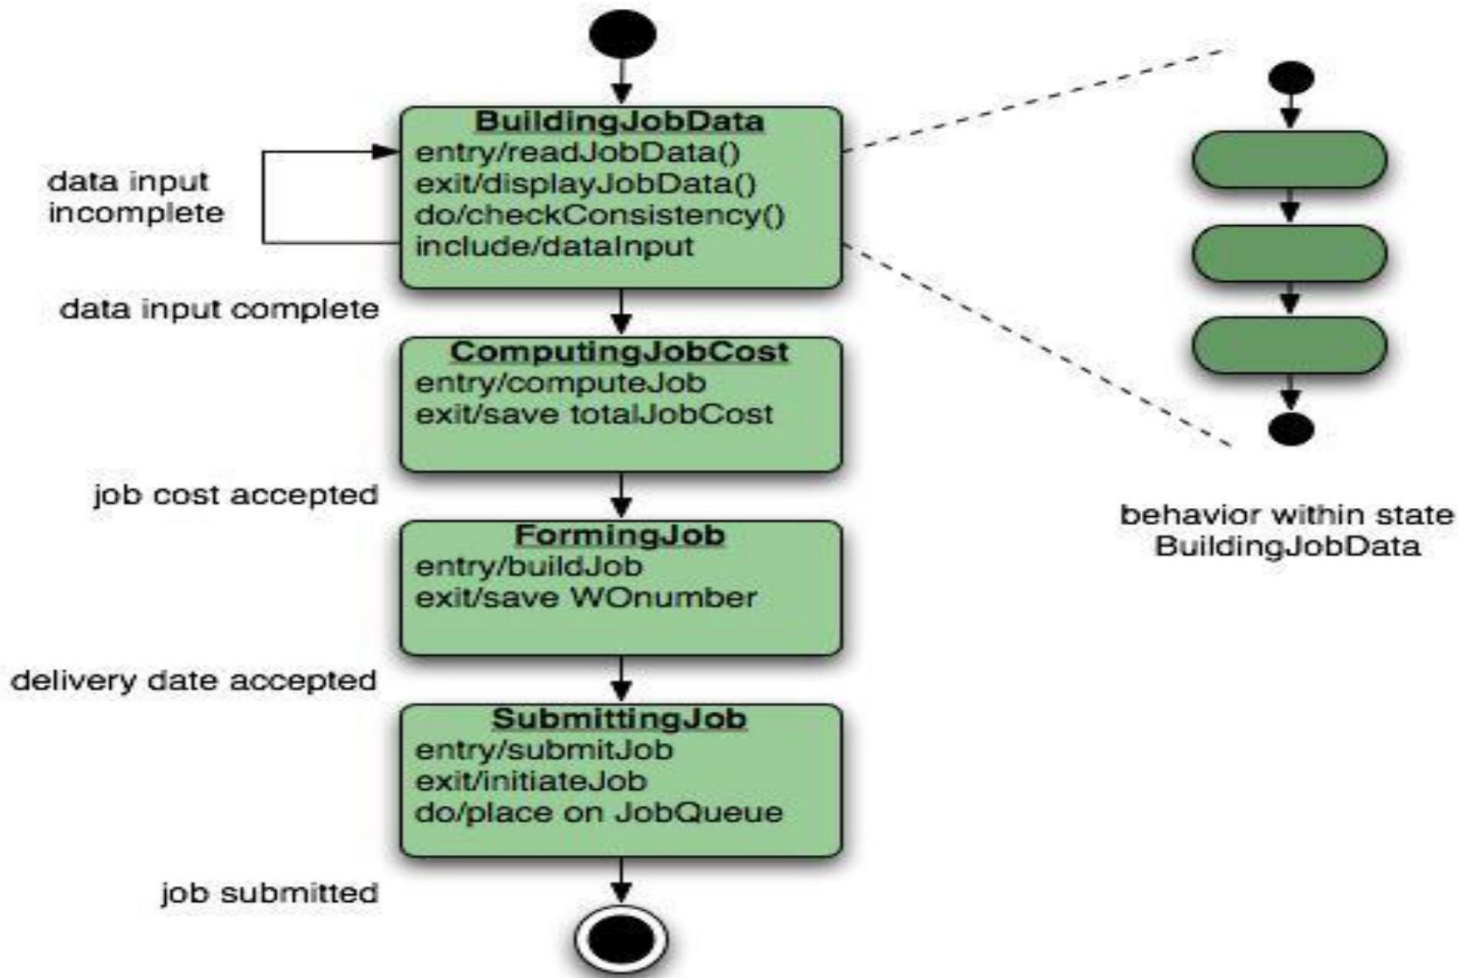 BuildingJobData
entry/readJobData()
exit/displayJobData()
do/checkConsistency()
include/dataInput
data input
incomplete
data input complete
ComputingJobCost
entry/computeJob
exit/save totalJobCost
job cost accepted
FormingJob
entry/buildJob
exit/save WOnumber
delivery date accepted
SubmittingJob
entry/submitJob
exit/initiateJob
do/place on JobQueue
job submitted
behavior within state
BuildingJobData